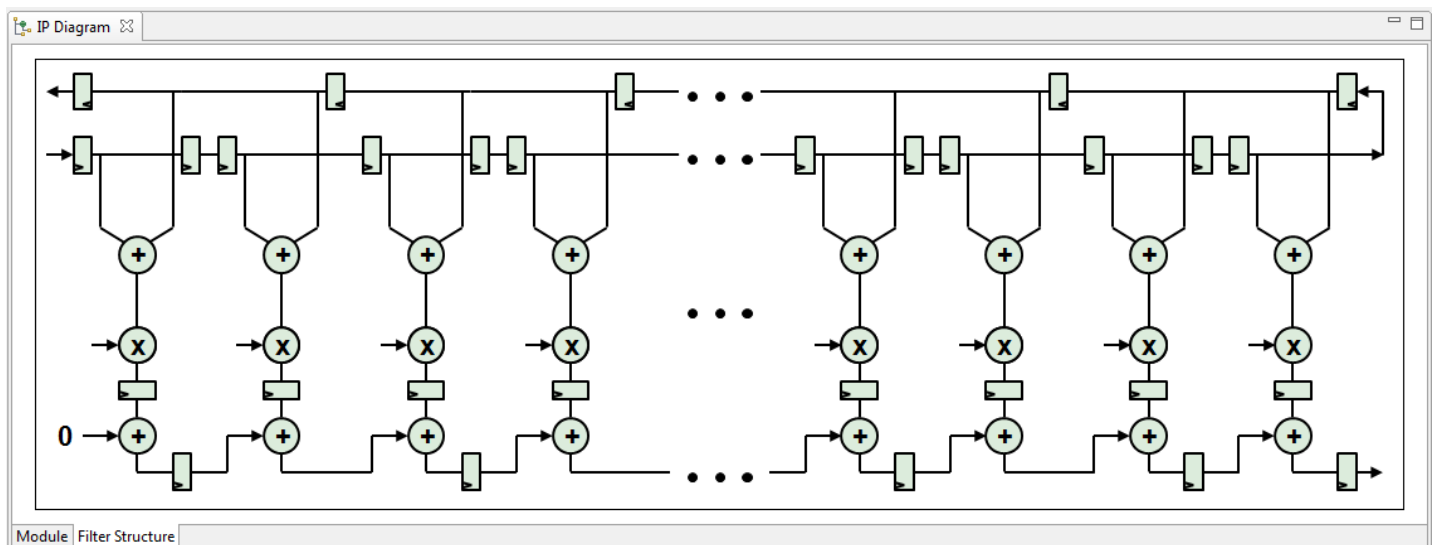 IP Diagram
+ + + + + + + +
x x x x x x x x
0 + + + + + + + +
Module Filter Structure